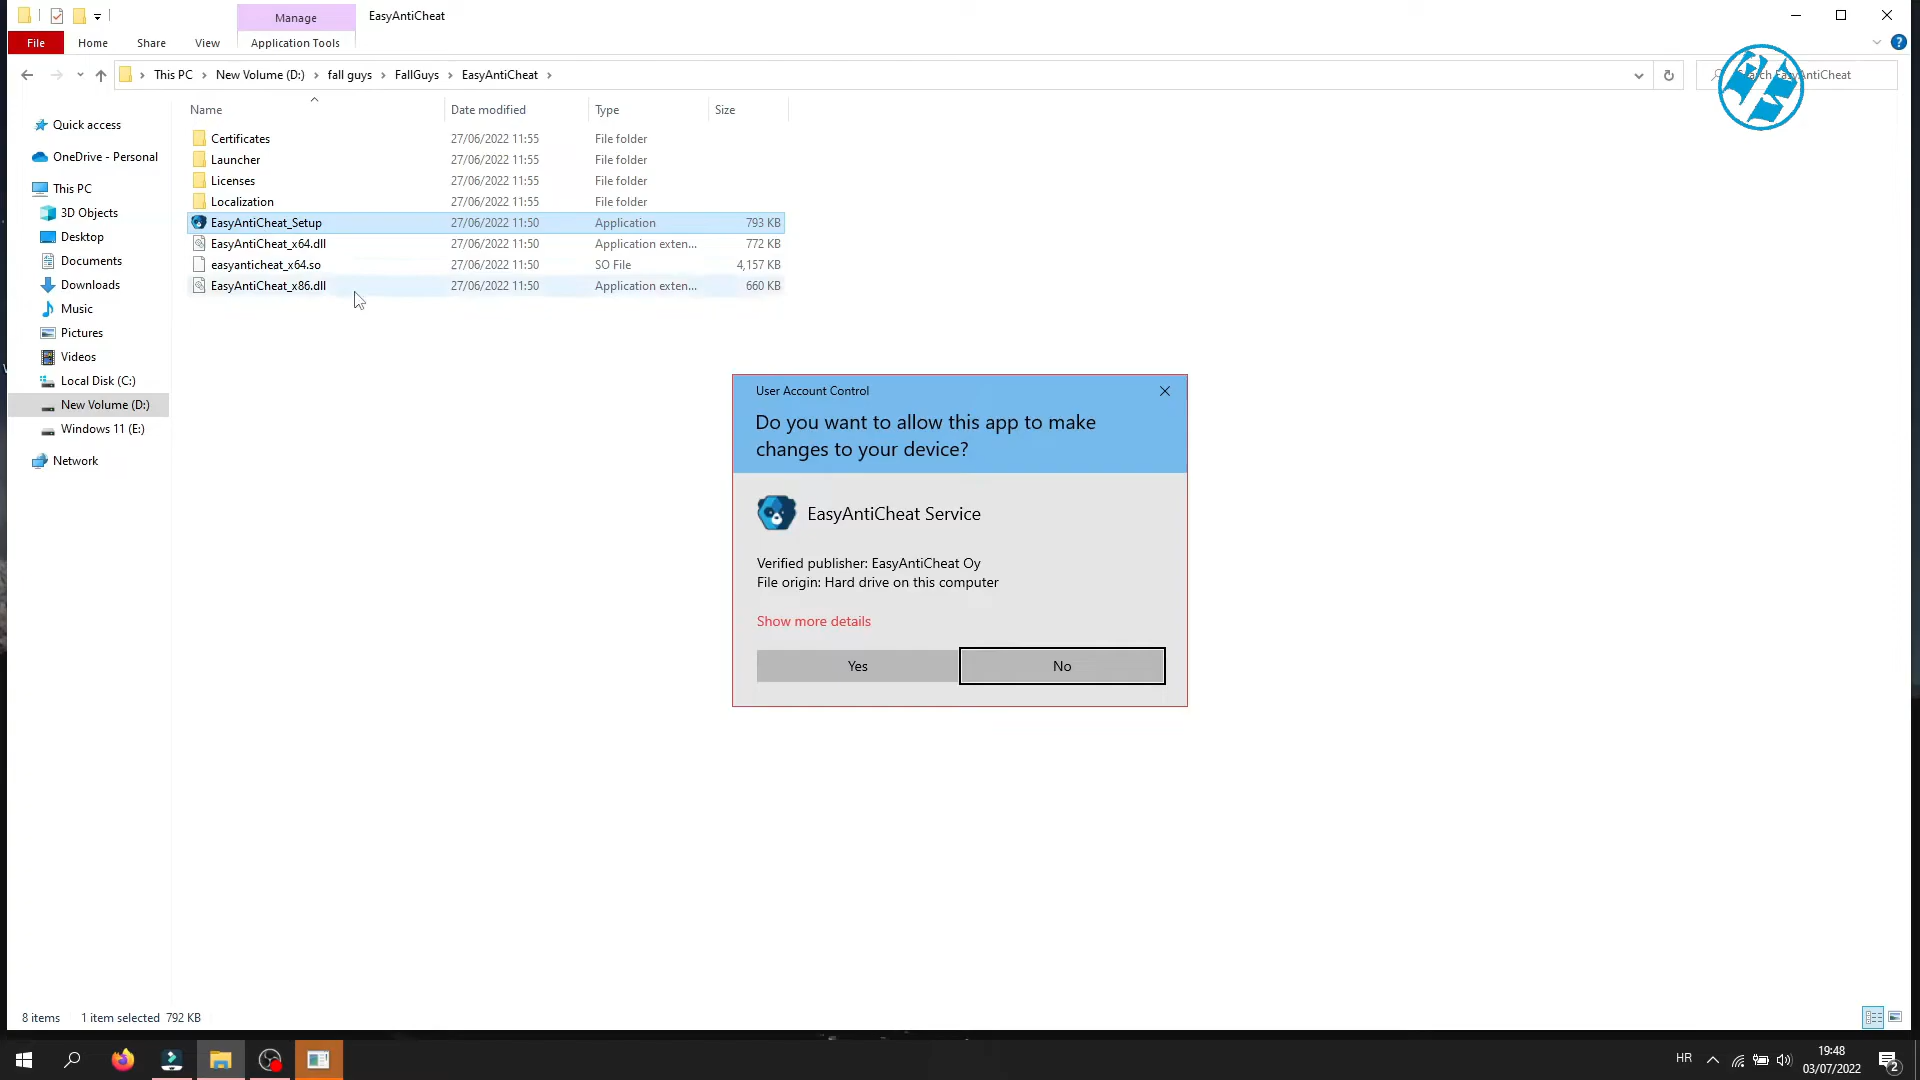 Manage
EasyAntiCheat
File
Home
Share
View
Application Tools
This PC
New Volume (D:)
fall guys
FallGuys
EasyAntiCheat
Search EasyAntiCheat
Name
Date modified
Type
Size
Quick access
OneDrive - Personal
This PC
3D Objects
Desktop
Documents
Downloads
Music
Pictures
Videos
Local Disk (C:)
New Volume (D:)
Windows 11 (E:)
Network
Certificates 27/06/2022 11:55 File folder
Launcher 27/06/2022 11:55 File folder
Licenses 27/06/2022 11:55 File folder
Localization 27/06/2022 11:55 File folder
EasyAntiCheat_Setup 27/06/2022 11:50 Application 793 KB
EasyAntiCheat_x64.dll 27/06/2022 11:50 Application exten... 772 KB
easyanticheat_x64.so 27/06/2022 11:50 SO File 4,157 KB
EasyAntiCheat_x86.dll 27/06/2022 11:50 Application exten... 660 KB
User Account Control
Do you want to allow this app to make
changes to your device?
EasyAntiCheat Service
Verified publisher: EasyAntiCheat Oy
File origin: Hard drive on this computer
Show more details
Yes
No
8 items
1 item selected 792 KB
HR
19:48
03/07/2022
2